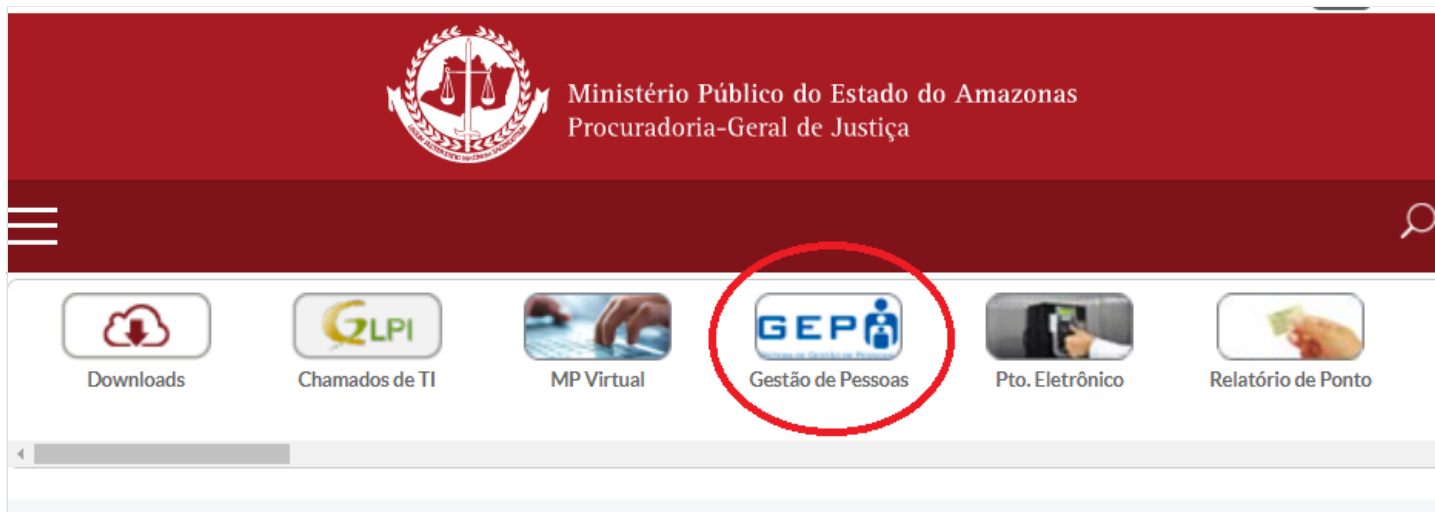 Ministério Público do Estado do Amazonas
Procuradoria-Geral de Justiça
GLPI
GEP
Downloads
Chamados de TI
MP Virtual
Gestão de Pessoas
Pto. Eletrônico
Relatório de Ponto